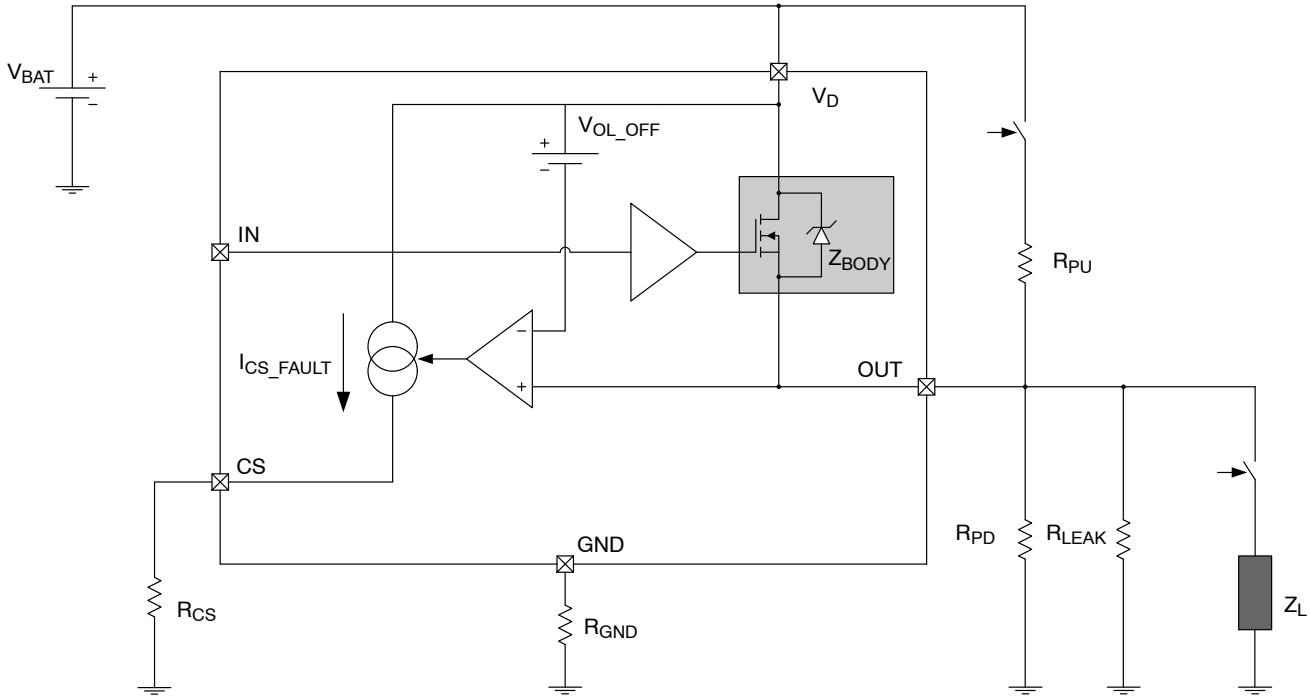 V_BAT
+
−
V_D
V_OL_OFF
+
−
IN
Z_BODY
R_PU
−
I_CS_FAULT
OUT
+
CS
GND
R_PD
R_LEAK
R_CS
R_GND
Z_L